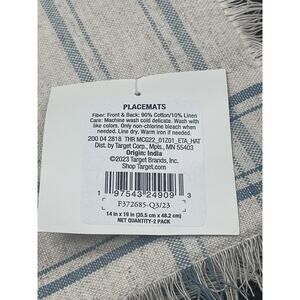 PLACEMATS
Fiber: Front & Back: 90% Cotton/10% Linen
Care: Machine wash cold delicate. Wash with
like colors. Only non-chlorine bleach when
needed. Line dry. Warm iron if needed.
200 04 2818 THR MCG22_01Z01_ETA_HAT
Dist. by Target Corp., Mpls., MN 55403
Origin: India
©2023 Target Brands, Inc.
Shop Target.com
1 97543 24909 3
F372685-Q3/23
14 in x 19 in (35.5 cm x 48.2 cm)
NET QUANTITY-2 PACK